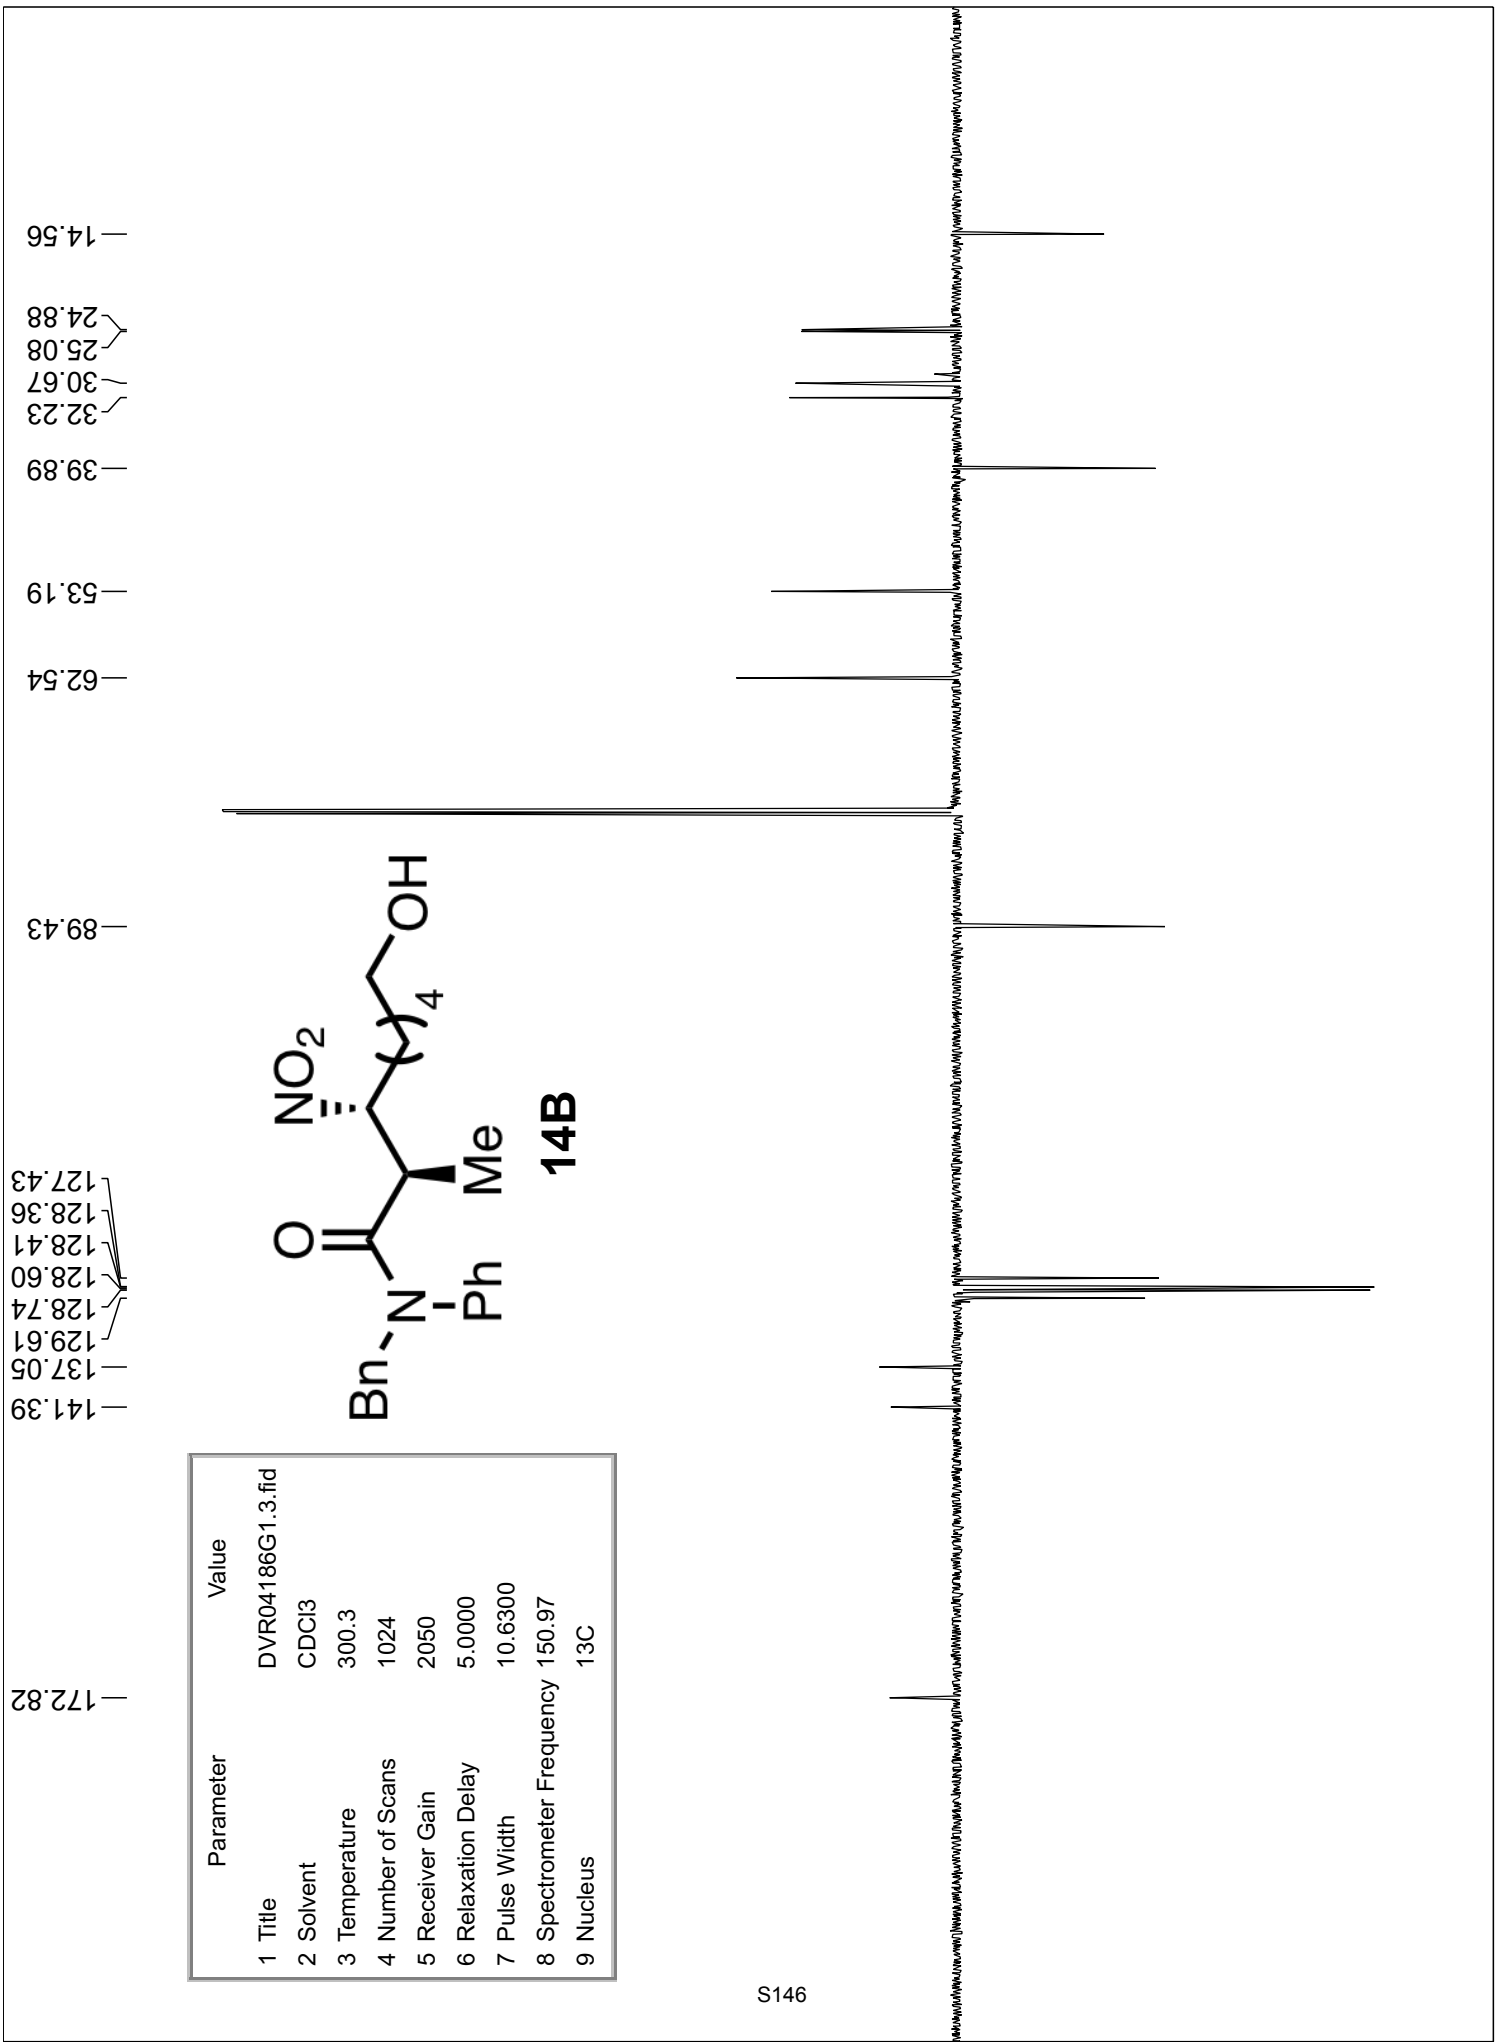 172.82
141.39
137.05
129.61
128.74
128.60
128.41
128.36
127.43
89.43
62.54
53.19
39.89
32.23
30.67
25.08
24.88
14.56
Parameter Value
1 Title DVR04186G1.3.fid
2 Solvent CDCl3
3 Temperature 300.3
4 Number of Scans 1024
5 Receiver Gain 2050
6 Relaxation Delay 5.0000
7 Pulse Width 10.6300
8 Spectrometer Frequency 150.97
9 Nucleus 13C
O
NO2
Bn
N
OH
4
Ph
Me
14B
S146